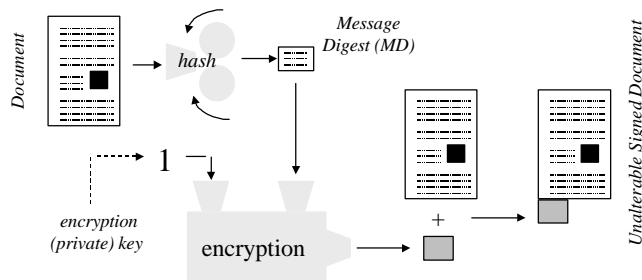 Document
hash
Message
Digest (MD)
1
encryption
(private) key
encryption
+
Unalterable Signed Document